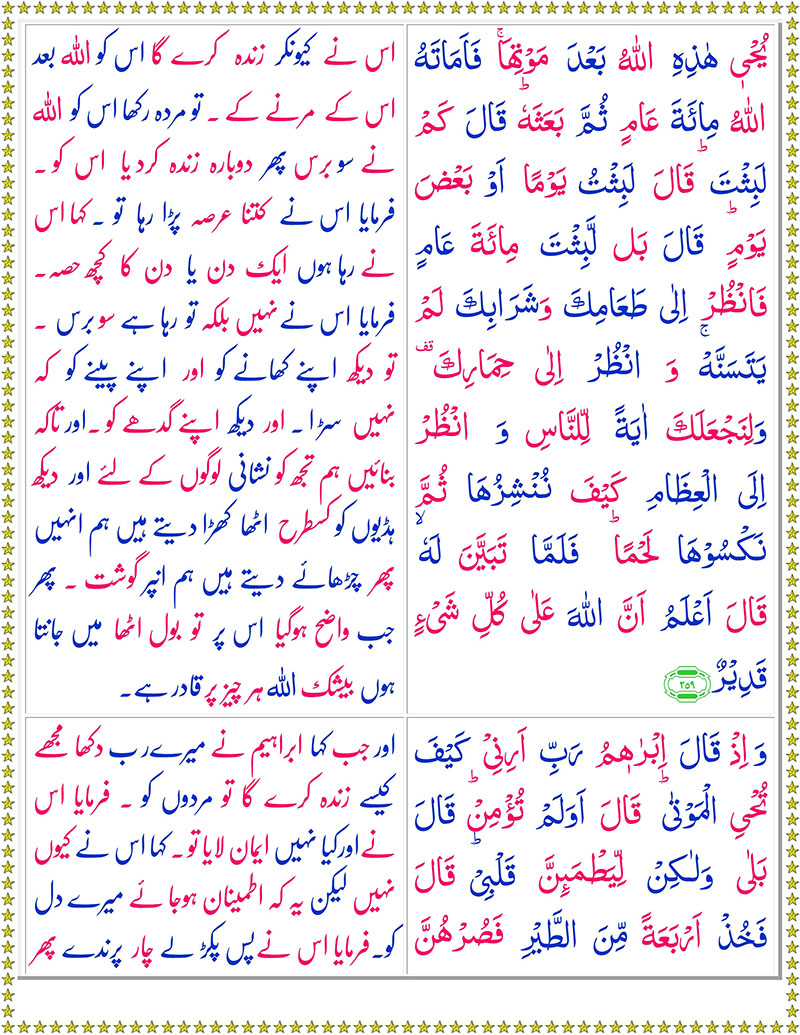 يُحْيٖ هٰذِهِ اللّٰهُ بَعْدَ مَوْتِهَاۚ فَاَمَاتَهُ
اللّٰهُ مِائَةَ عَامٍ ثُمَّ بَعَثَهٗؕ قَالَ كَمْ
لَبِثْتَؕ قَالَ لَبِثْتُ يَوْمًا اَوْ بَعْضَ
يَوْمٍؕ قَالَ بَل لَّبِثْتَ مِائَةَ عَامٍ
فَانْظُرْ اِلٰى طَعَامِكَ وَشَرَابِكَ لَمْ
يَتَسَنَّهْۚ وَ انْظُرْ اِلٰى حِمَارِكَ قف
وَلِنَجْعَلَكَ اٰيَةً لِّلنَّاسِ وَ انْظُرْ
اِلَى الْعِظَامِ كَيْفَ نُنْشِزُهَا ثُمَّ
نَكْسُوْهَا لَحْمًاؕ فَلَمَّا تَبَيَّنَ لَهٗۙ
قَالَ اَعْلَمُ اَنَّ اللّٰهَ عَلٰى كُلِّ شَىْءٍ
قَدِيْرٌ ۲۵۹
اس نے کیونکر زندہ کرے گا اس کو اللہ بعد
اس کے مرنے کے ۔ تو مردہ رکھا اس کو اللہ
نے سو برس پھر دوبارہ زندہ کردیا اس کو۔
فرمایا اس نے کتنا عرصہ پڑا رہا تو ۔ کہا اس
نے رہا ہوں ایک دن یا دن کا کچھ حصہ۔
فرمایا اس نے نہیں بلکہ تو رہا ہے سو برس ۔
تو دیکھ اپنے کھانے کو اور اپنے پینے کو کہ
نہیں سڑا ۔ اور دیکھ اپنے گدھے کو ۔اور تاکہ
بنائیں ہم تجھ کو نشانی لوگوں کے لئے اور دیکھ
ہڈیوں کو کسطرح اٹھا کھڑا دیتے ہیں ہم انہیں
پھر چڑھائے دیتے ہیں ہم انپر گوشت ۔ پھر
جب واضح ہوگیا اس پر تو بول اٹھا میں جانتا
ہوں بیشک اللہ ہر چیز پر قادر ہے۔
وَ اِذْ قَالَ اِبْرٰهٖمُ رَبِّ اَرِنِىْ كَيْفَ
تُحْىِ الْمَوْتٰىؕ قَالَ اَوَلَمْ تُؤْمِنْؕ قَالَ
بَلٰى وَلٰكِنْ لِّيَطْمَئِنَّ قَلْبِىْؕ قَالَ
فَخُذْ اَرْبَعَةً مِّنَ الطَّيْرِ فَصُرْهُنَّ
اور جب کہا ابراہیم نے میرے رب دکھا مجھے
کیسے زندہ کرے گا تو مردوں کو ۔ فرمایا اس
نے اورکیا نہیں ایمان لایا تو۔ کہا اس نے کیوں
نہیں لیکن یہ کہ اطمینان ہوجائے میرے دل
کو۔ فرمایا اس نے پس پکڑ لے چار پرندے پھر